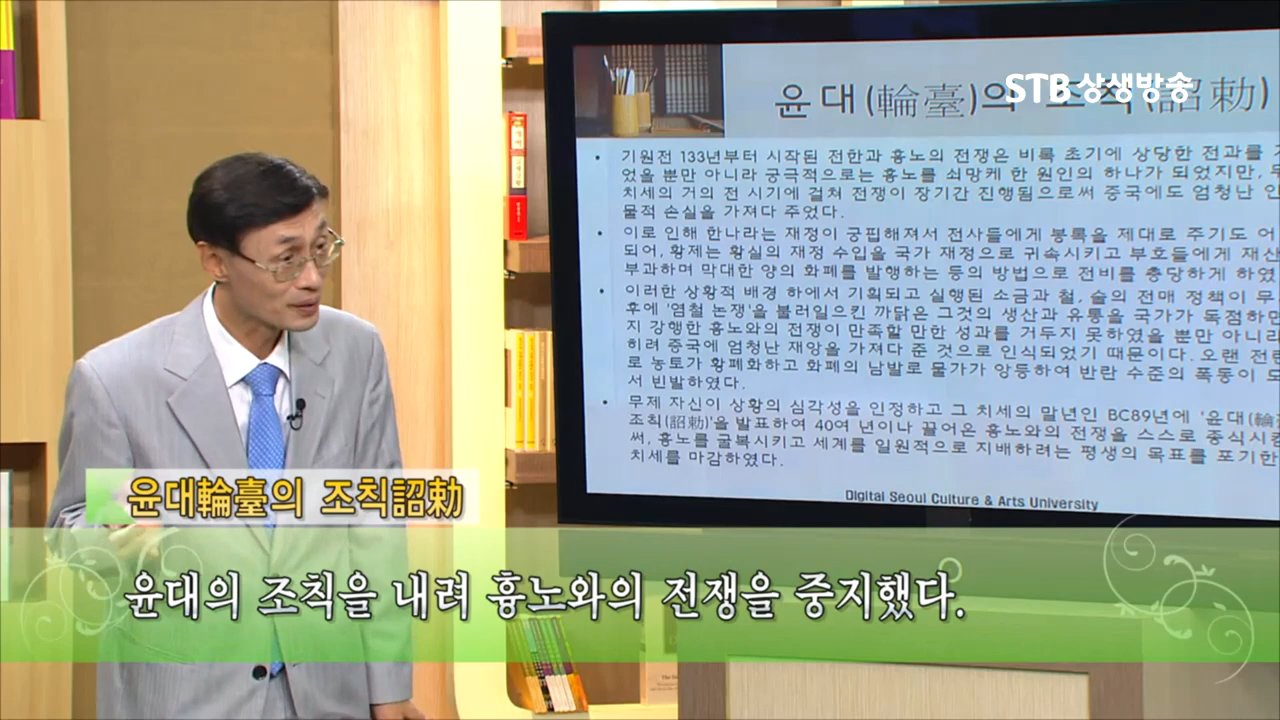 STB 상생방송
윤대(輪臺)의 조칙(詔勅)
• 기원전 133년부터 시작된 전한과 흉노의 전쟁은 비록 초기에 상당한 전과를
었을 뿐만 아니라 궁극적으로는 흉노를 쇠망케 한 원인의 하나가 되었지만,
치세의 거의 전 시기에 걸쳐 전쟁이 장기간 진행됨으로써 중국에도 엄청난 인
물적 손실을 가져다 주었다.
• 이로 인해 한나라는 재정이 궁핍해져서 전사들에게 봉록을 제대로 주기도 어
되어, 황제는 황실의 재정 수입을 국가 재정으로 귀속시키고 부호들에게 재산
부과하며 막대한 양의 화폐를 발행하는 등의 방법으로 전비를 충당하게 하였
• 이러한 상황적 배경 하에서 기획되고 실행된 소금과 철, 술의 전매 정책이 무
후에 '염철 논쟁'을 불러일으킨 까닭은 그것의 생산과 유통을 국가가 독점하면
지 강행한 흉노와의 전쟁이 만족할 만한 성과를 거두지 못하였을 뿐만 아니라
히려 중국에 엄청난 재앙을 가져다 준 것으로 인식되었기 때문이다. 오랜 전란
로 농토가 황폐화하고 화폐의 남발로 물가가 앙등하여 반란 수준의 폭동이 도
서 빈발하였다.
• 무제 자신이 상황의 심각성을 인정하고 그 치세의 말년인 BC89년에 '윤대(輪
조칙(詔勅)'을 발표하여 40여 년이나 끌어온 흉노와의 전쟁을 스스로 종식시킨
써, 흉노를 굴복시키고 세계를 일원적으로 지배하려는 평생의 목표를 포기한
치세를 마감하였다.
Digital Seoul Culture & Arts University
윤대輪臺의 조칙詔勅
윤대의 조칙을 내려 흉노와의 전쟁을 중지했다.